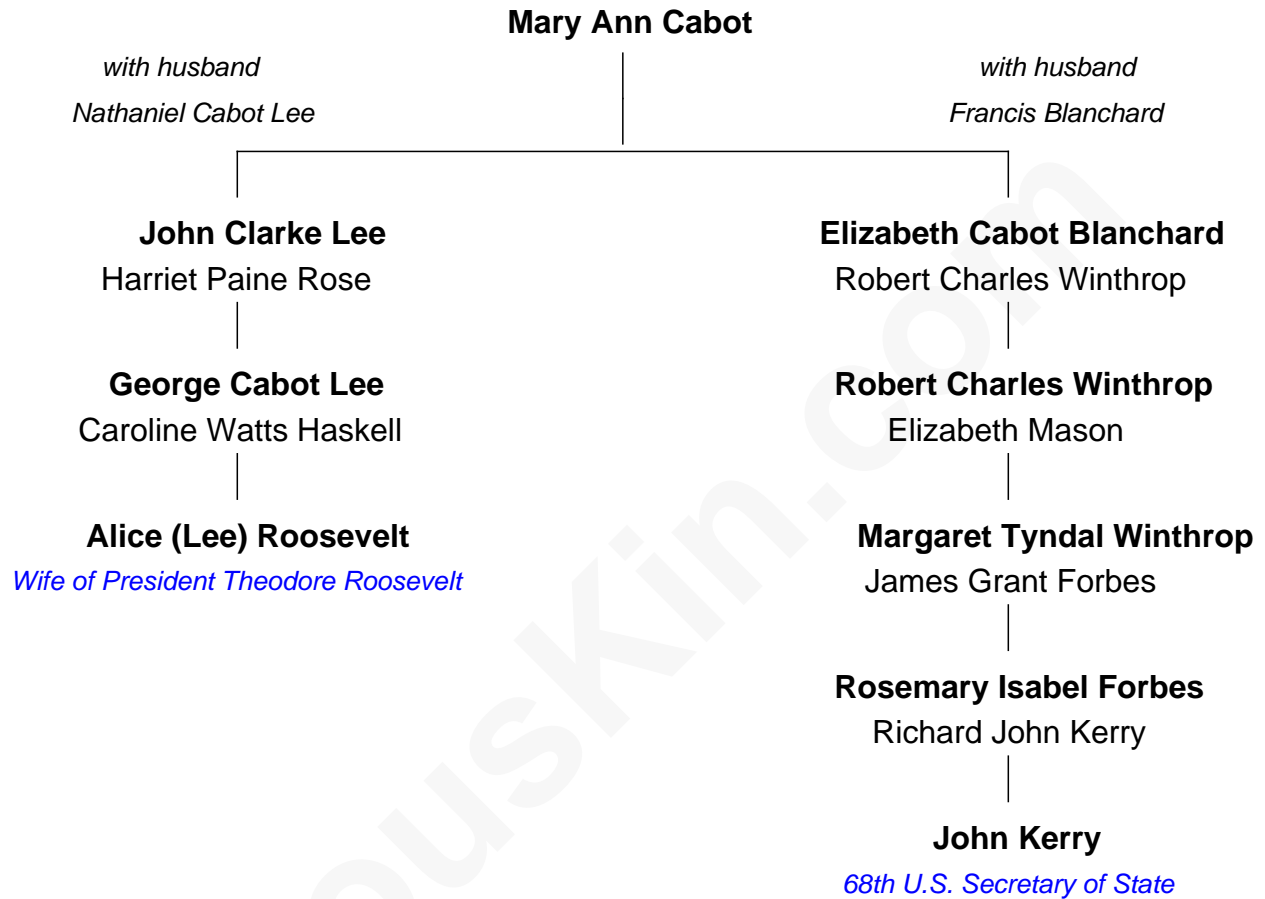 Mary Ann Cabot
with husband
Nathaniel Cabot Lee
with husband
Francis Blanchard
John Clarke Lee
Harriet Paine Rose
George Cabot Lee
Caroline Watts Haskell
Alice (Lee) Roosevelt
Wife of President Theodore Roosevelt
Elizabeth Cabot Blanchard
Robert Charles Winthrop
Robert Charles Winthrop
Elizabeth Mason
Margaret Tyndal Winthrop
James Grant Forbes
Rosemary Isabel Forbes
Richard John Kerry
John Kerry
68th U.S. Secretary of State
ousKin.com